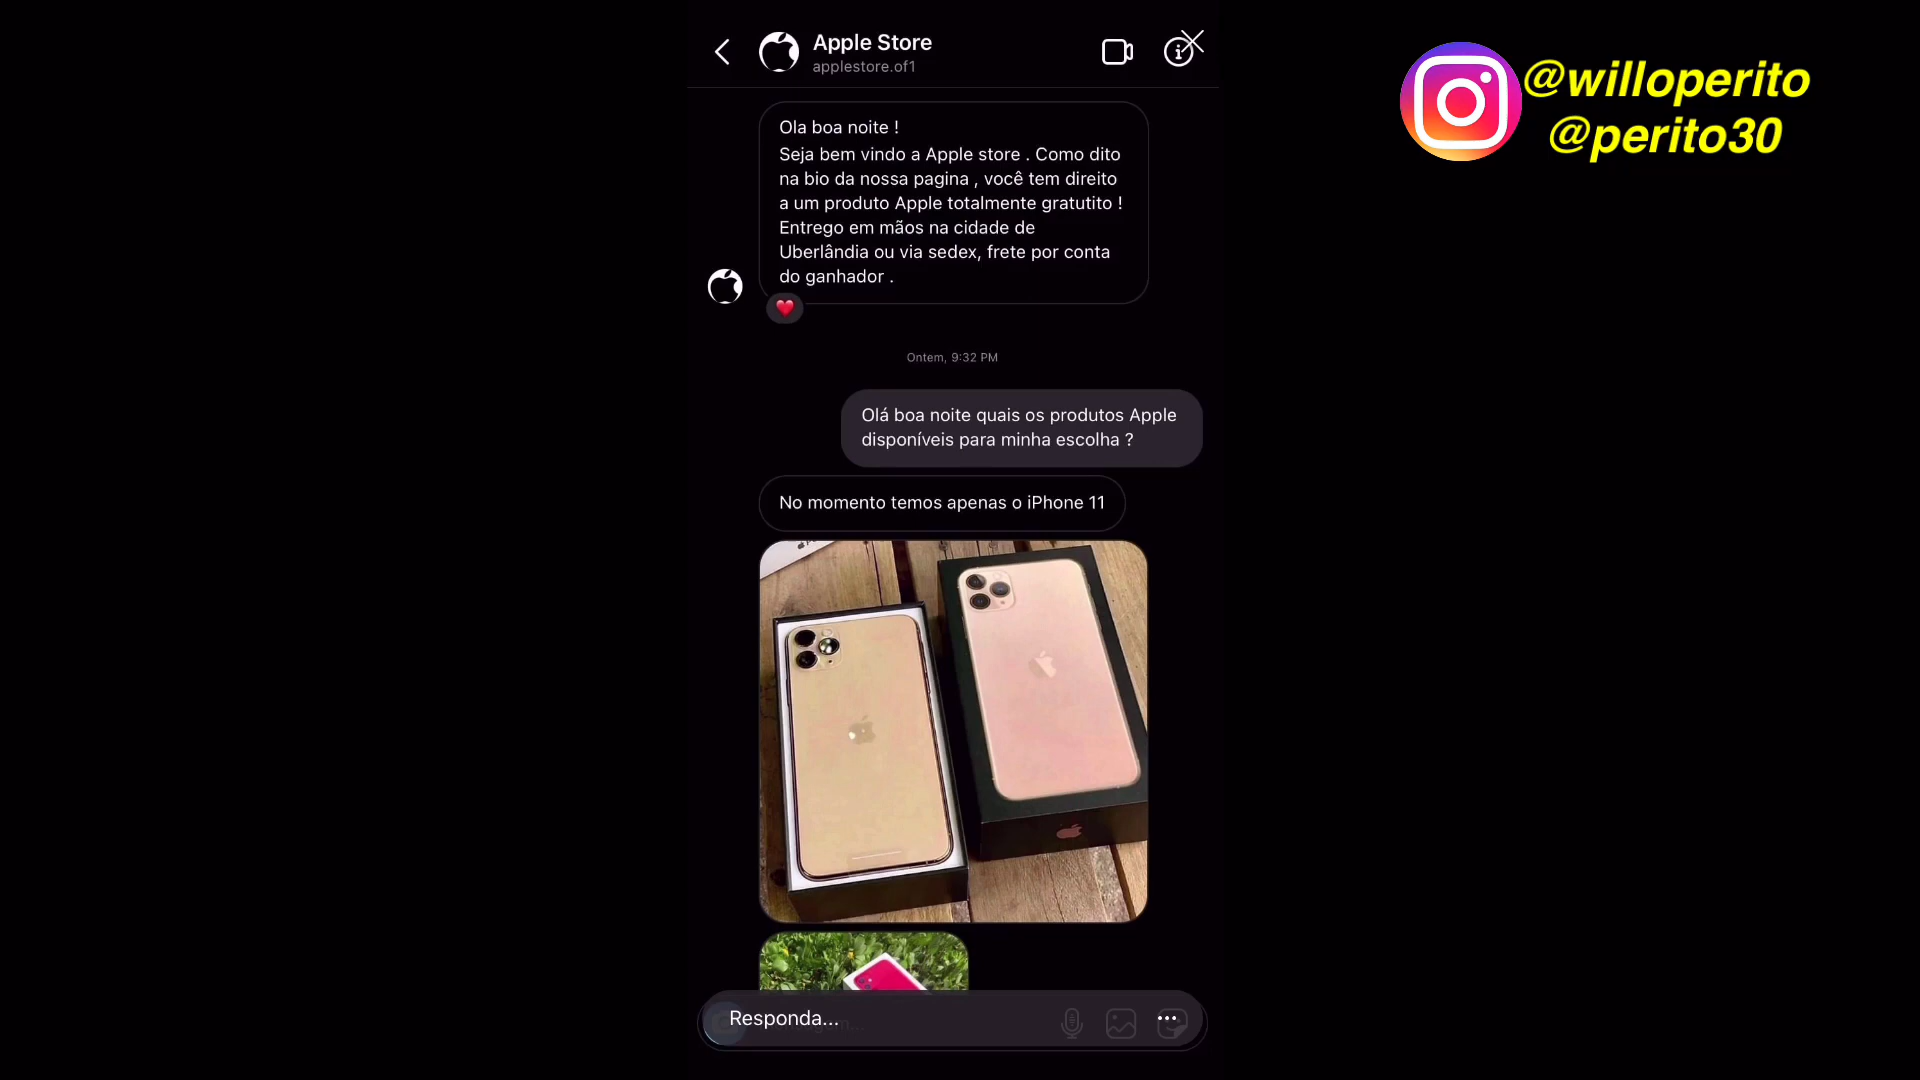 Apple Store
applestore.of1
@willoperito
@perito30
Ola boa noite !
Seja bem vindo a Apple store . Como dito
na bio da nossa pagina , você tem direito
a um produto Apple totalmente gratutito !
Entrego em mãos na cidade de
Uberlândia ou via sedex, frete por conta
do ganhador .
Ontem, 9:32 PM
Olá boa noite quais os produtos Apple
disponíveis para minha escolha ?
No momento temos apenas o iPhone 11
Responda...